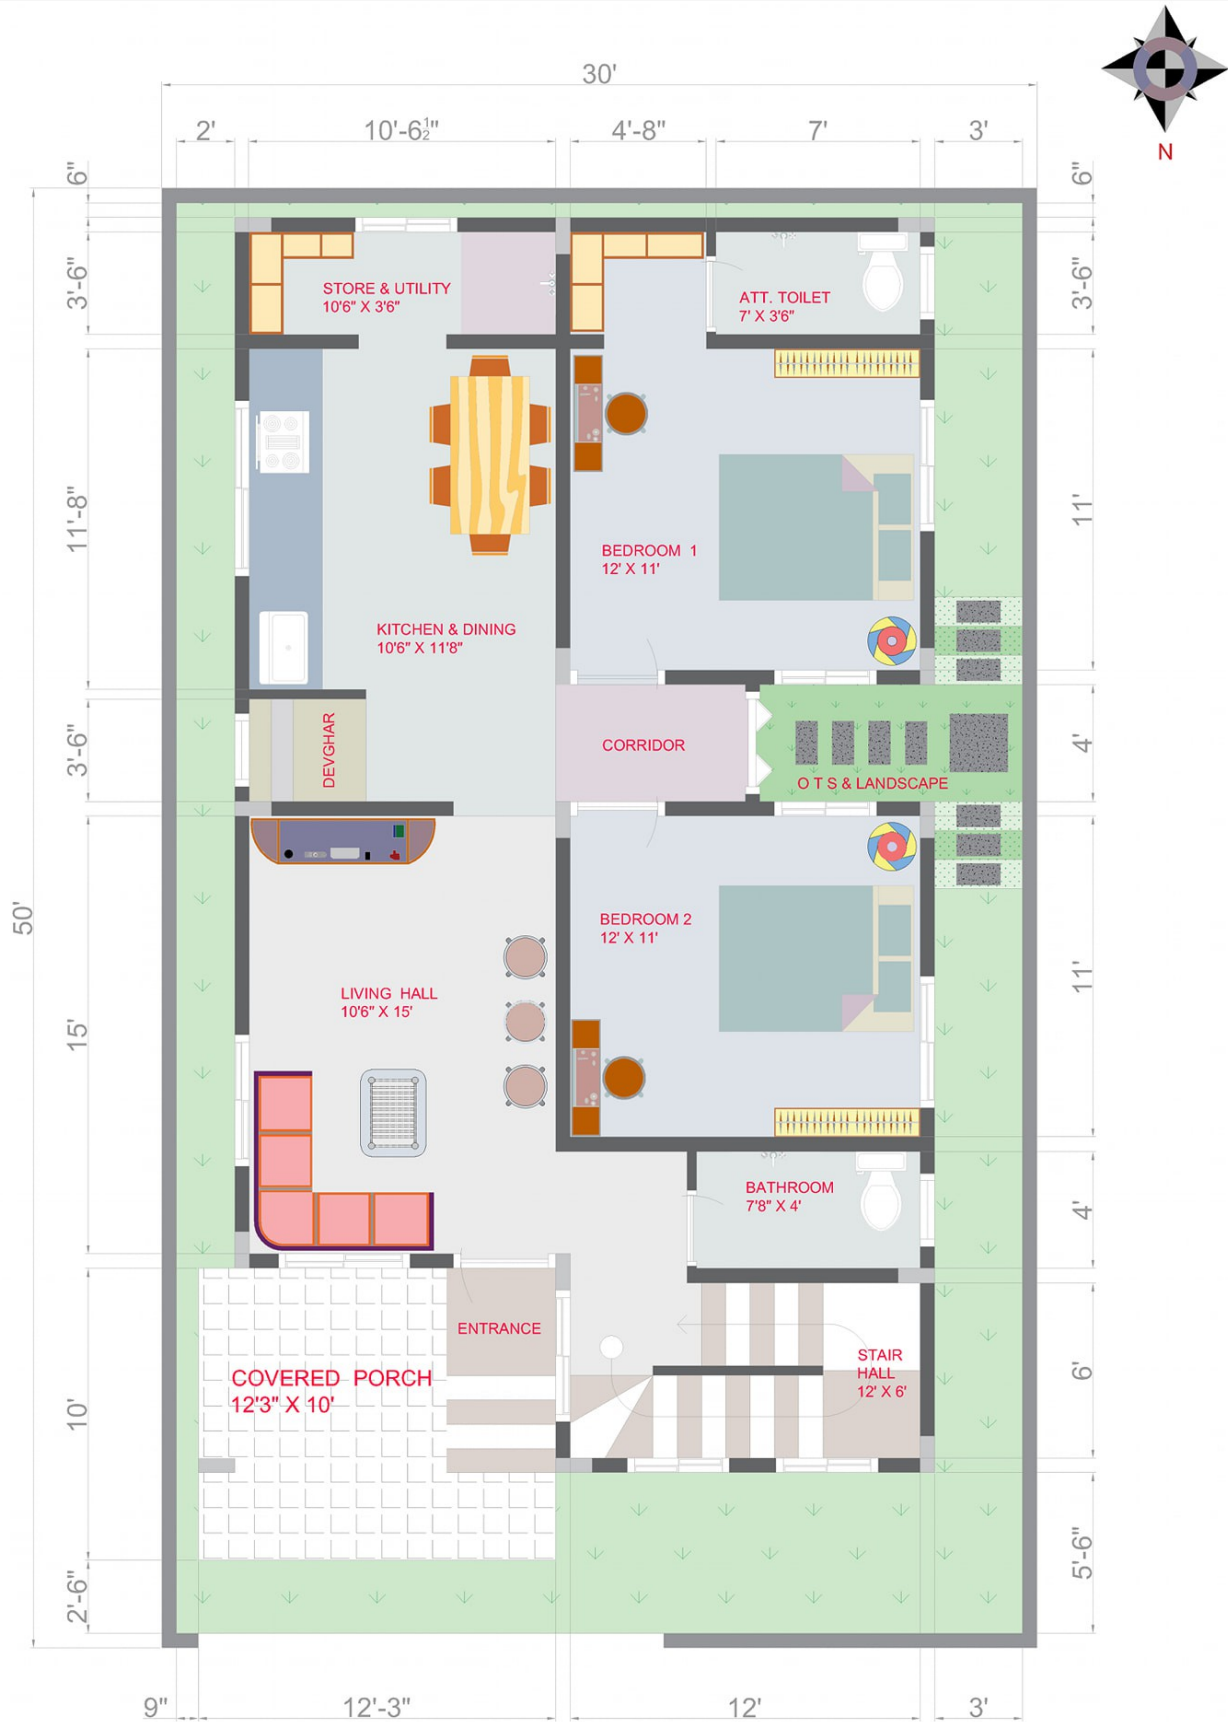 30'
N
2'
10'-6½"
4'-8"
7'
3'
6"
6"
3'-6"
STORE & UTILITY
10'6" X 3'6"
ATT. TOILET
7' X 3'6"
3'-6"
11'-8"
BEDROOM 1
12' X 11'
11'
KITCHEN & DINING
10'6" X 11'8"
3'-6"
DEVGHAR
CORRIDOR
O T S & LANDSCAPE
4'
50'
BEDROOM 2
12' X 11'
11'
LIVING HALL
10'6" X 15'
15'
BATHROOM
7'8" X 4'
4'
ENTRANCE
COVERED PORCH
12'3" X 10'
10'
STAIR
HALL
12' X 6'
6'
2'-6"
5'-6"
9"
12'-3"
12'
3'